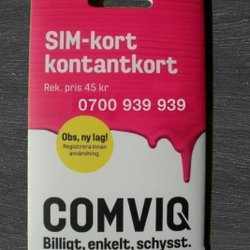 SIM-kort
kontantkort
Rek. pris 45 kr
0700 939 939
Obs, ny lag!
Registrera innan
användning.
COMVIQ
Billigt, enkelt, schysst.